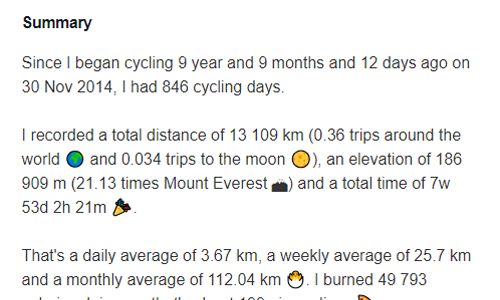 Summary
Since I began cycling 9 year and 9 months and 12 days ago on
30 Nov 2014, I had 846 cycling days.
I recorded a total distance of 13 109 km (0.36 trips around the
world 🌍 and 0.034 trips to the moon 🌕), an elevation of 186
909 m (21.13 times Mount Everest 🏔) and a total time of 7w
53d 2h 21m 🎉.
That's a daily average of 3.67 km, a weekly average of 25.7 km
and a monthly average of 112.04 km 🐣. I burned 49 793